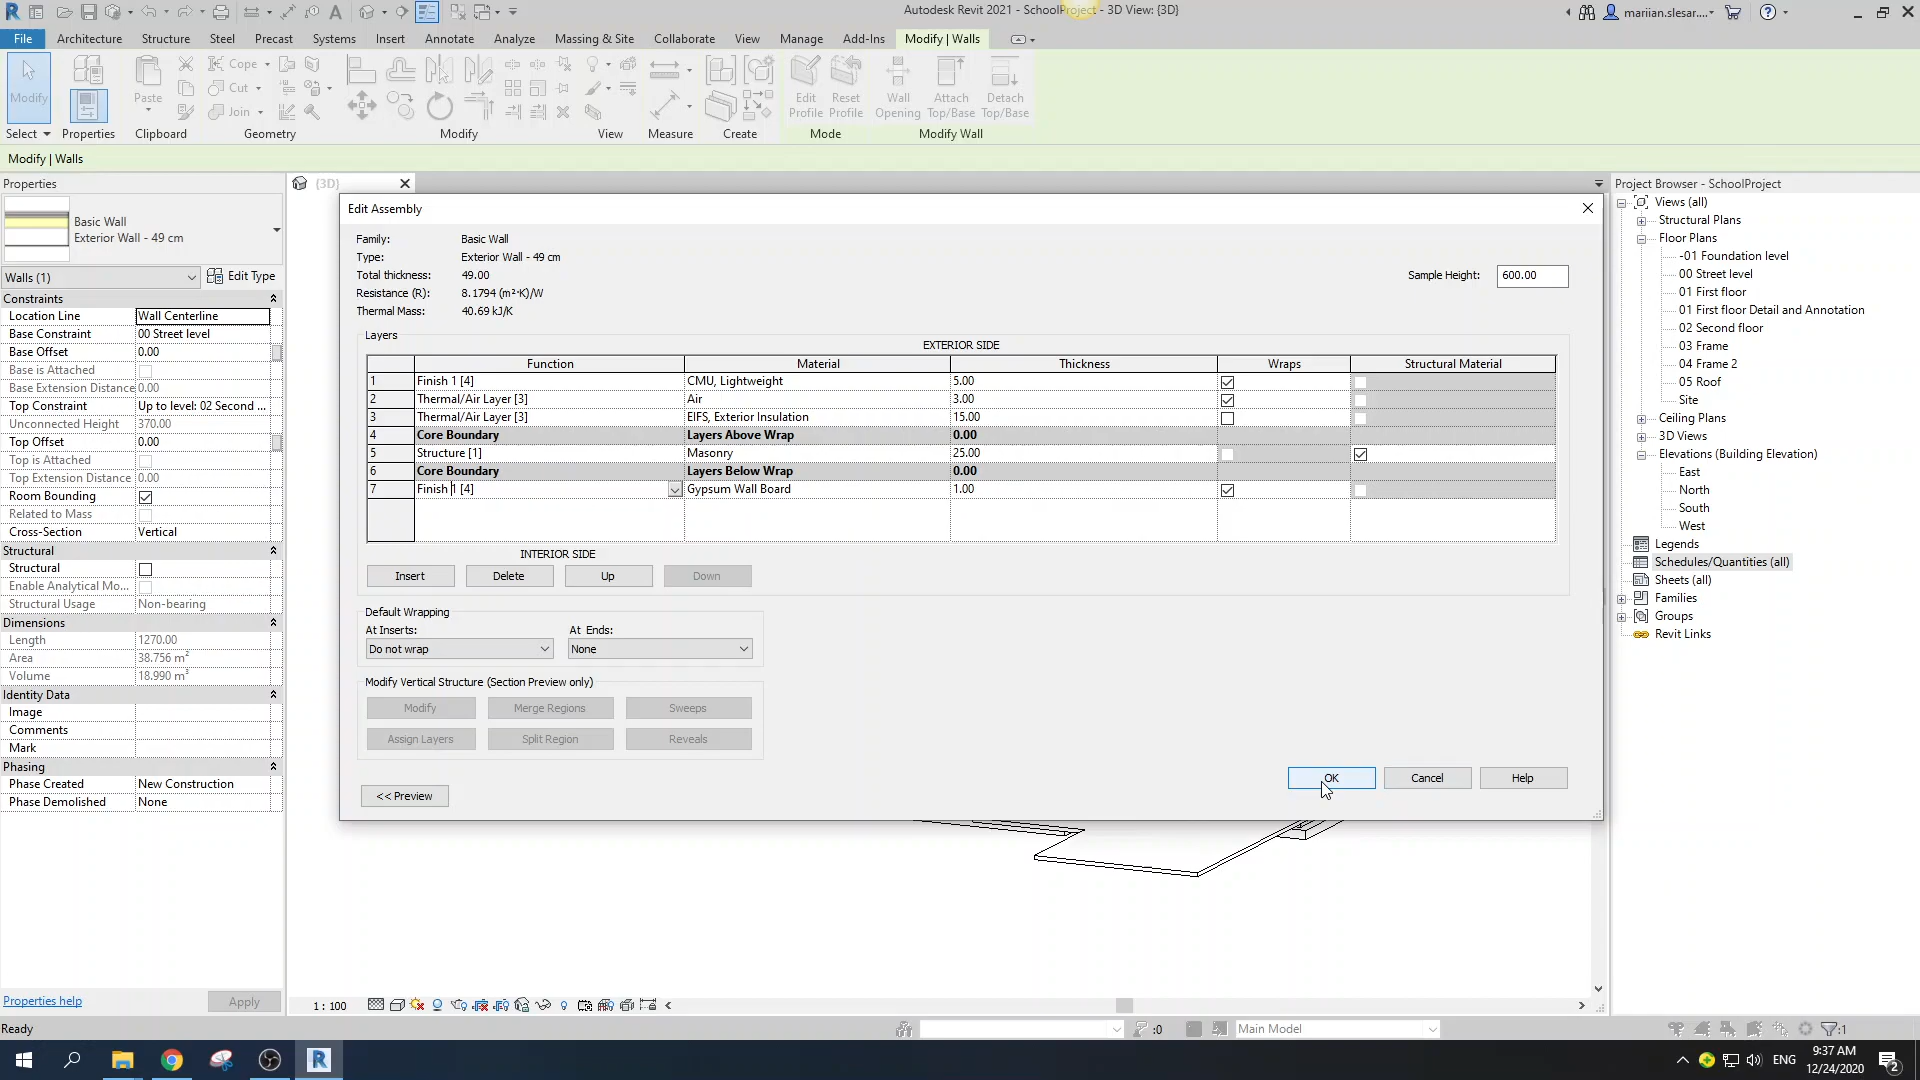 Autodesk Revit 2021 - SchoolProject - 3D View: {3D}
mariian.slesar...
File Architecture Structure Steel Precast Systems Insert Annotate Analyze Massing & Site Collaborate View Manage Add-Ins Modify | Walls
Modify
Paste
Cope
Cut
Join
Edit Profile
Reset Profile
Wall Opening
Attach Top/Base
Detach Top/Base
Select Properties Clipboard Geometry Modify View Measure Create Mode Modify Wall
Modify | Walls
Properties
Basic Wall
Exterior Wall - 49 cm
Walls (1) Edit Type
Constraints
Location Line Wall Centerline
Base Constraint 00 Street level
Base Offset 0.00
Base is Attached
Base Extension Distance 0.00
Top Constraint Up to level: 02 Second ...
Unconnected Height 370.00
Top Offset 0.00
Top is Attached
Top Extension Distance 0.00
Room Bounding
Related to Mass
Cross-Section Vertical
Structural
Structural
Enable Analytical Mo...
Structural Usage Non-bearing
Dimensions
Length 1270.00
Area 38.756 m²
Volume 18.990 m³
Identity Data
Image
Comments
Mark
Phasing
Phase Created New Construction
Phase Demolished None
Properties help Apply
{3D}
Edit Assembly
Family: Basic Wall
Type: Exterior Wall - 49 cm
Total thickness: 49.00
Resistance (R): 8.1794 (m²·K)/W
Thermal Mass: 40.69 kJ/K
Sample Height: 600.00
Layers
EXTERIOR SIDE
Function Material Thickness Wraps Structural Material
1 Finish 1 [4] CMU, Lightweight 5.00
2 Thermal/Air Layer [3] Air 3.00
3 Thermal/Air Layer [3] EIFS, Exterior Insulation 15.00
4 Core Boundary Layers Above Wrap 0.00
5 Structure [1] Masonry 25.00
6 Core Boundary Layers Below Wrap 0.00
7 Finish 1 [4] Gypsum Wall Board 1.00
INTERIOR SIDE
Insert Delete Up Down
Default Wrapping
At Inserts: At Ends:
Do not wrap None
Modify Vertical Structure (Section Preview only)
Modify Merge Regions Sweeps
Assign Layers Split Region Reveals
OK Cancel Help
<< Preview
Project Browser - SchoolProject
Views (all)
Structural Plans
Floor Plans
-01 Foundation level
00 Street level
01 First floor
01 First floor Detail and Annotation
02 Second floor
03 Frame
04 Frame 2
05 Roof
Site
Ceiling Plans
3D Views
Elevations (Building Elevation)
East
North
South
West
Legends
Schedules/Quantities (all)
Sheets (all)
Families
Groups
Revit Links
1 : 100
Ready
:0
Main Model
:1
ENG
9:37 AM
12/24/2020
2